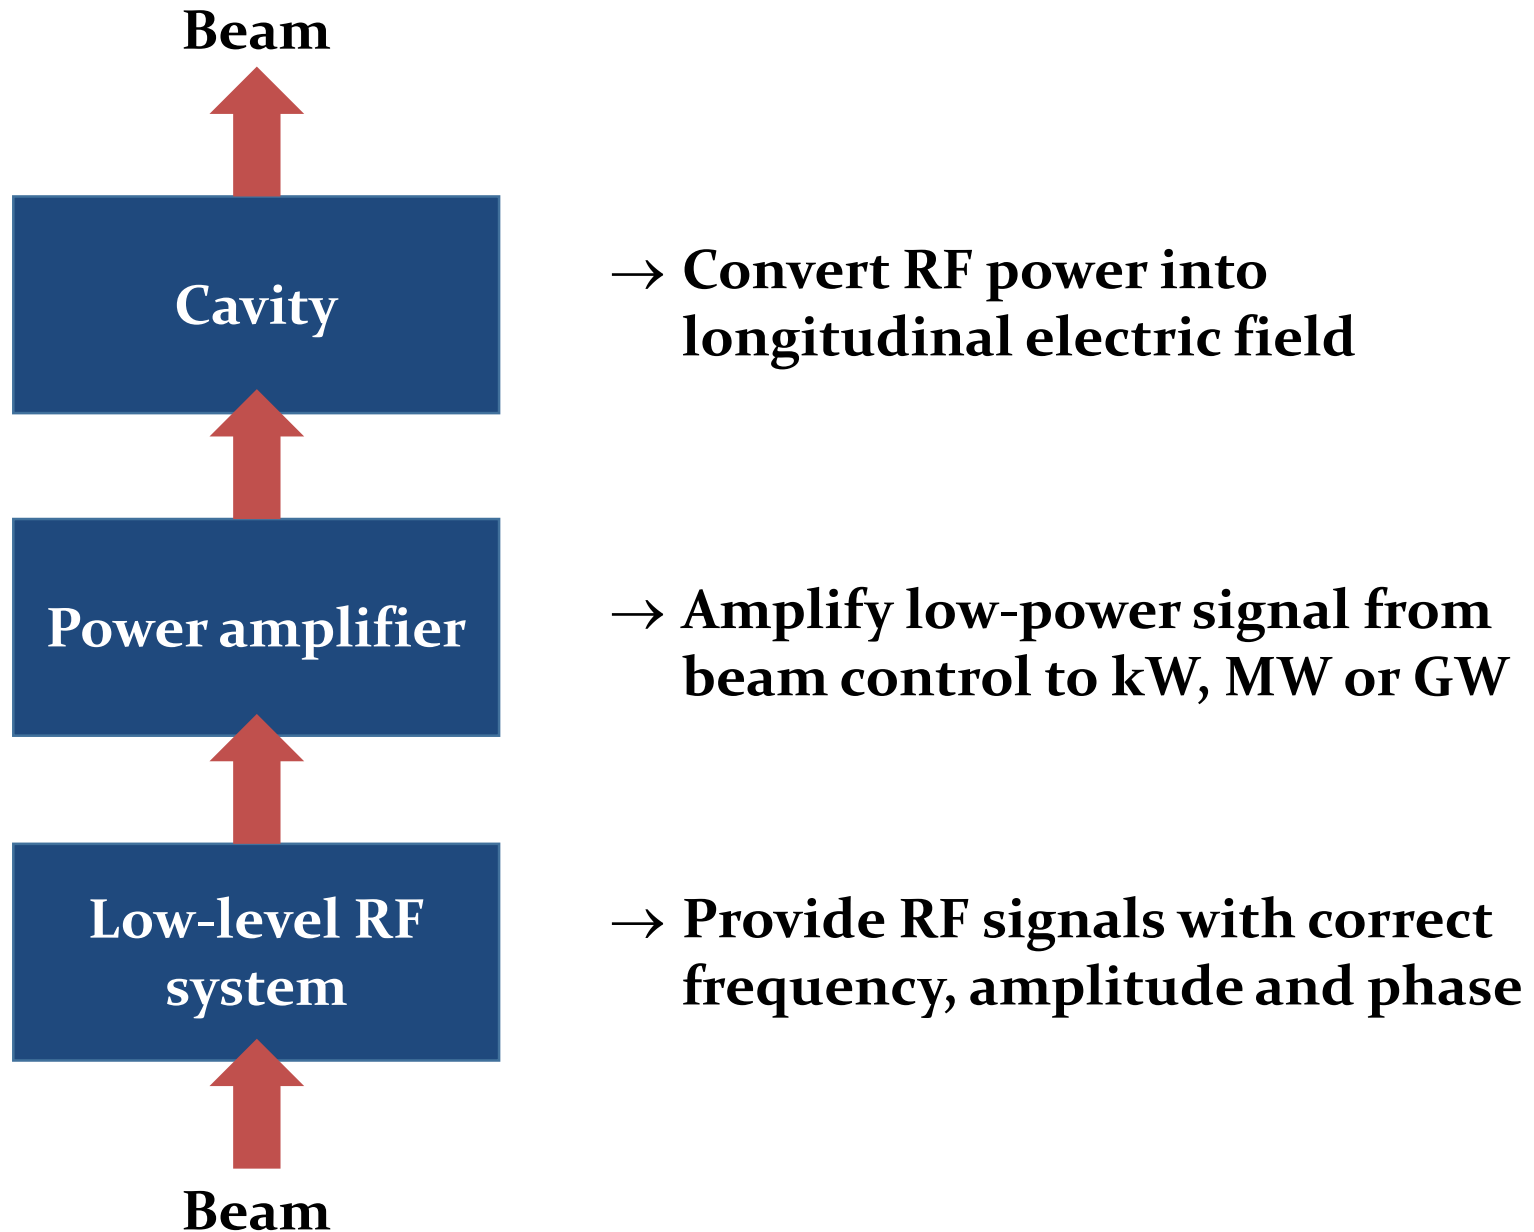 Beam
Cavity
→ Convert RF power into
longitudinal electric field
Power amplifier
→ Amplify low-power signal from
beam control to kW, MW or GW
Low-level RF
system
→ Provide RF signals with correct
frequency, amplitude and phase
Beam